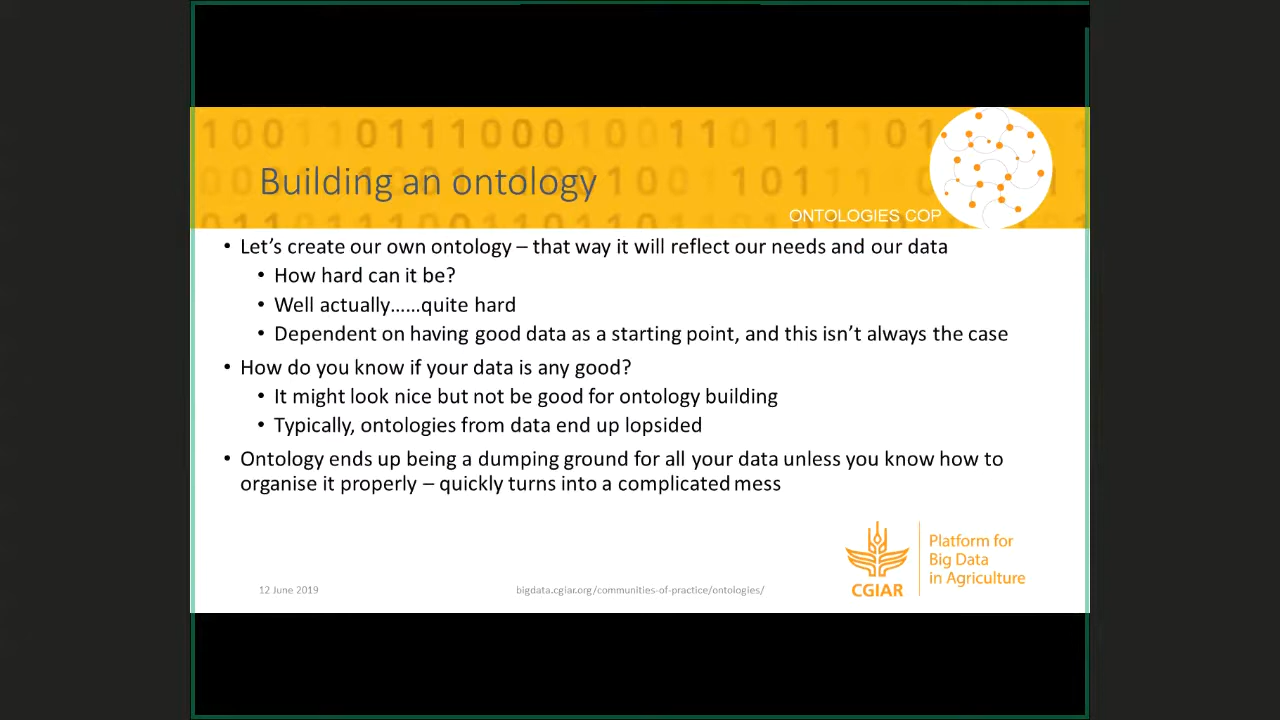 Building an ontology
ONTOLOGIES COP
• Let’s create our own ontology – that way it will reflect our needs and our data
• How hard can it be?
• Well actually......quite hard
• Dependent on having good data as a starting point, and this isn’t always the case
• How do you know if your data is any good?
• It might look nice but not be good for ontology building
• Typically, ontologies from data end up lopsided
• Ontology ends up being a dumping ground for all your data unless you know how to
organise it properly – quickly turns into a complicated mess
12 June 2019
bigdata.cgiar.org/communities-of-practice/ontologies/
CGIAR
Platform for
Big Data
in Agriculture